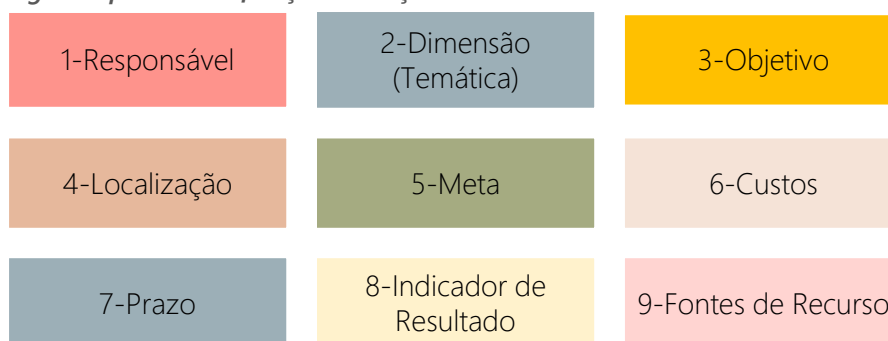 1-Responsável
2-Dimensão
(Temática)
3-Objetivo
4-Localização
5-Meta
6-Custos
7-Prazo
8-Indicador de
Resultado
9-Fontes de Recurso